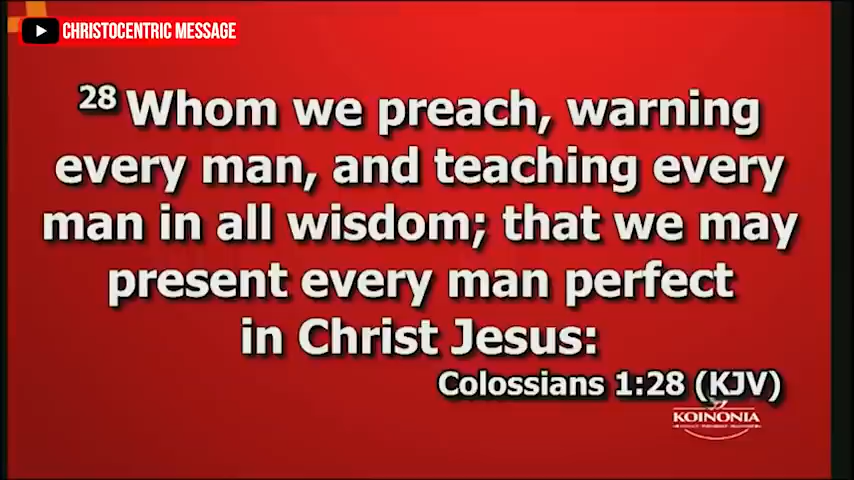 CHRISTOCENTRIC MESSAGE
28 Whom we preach, warning
every man, and teaching every
man in all wisdom; that we may
present every man perfect
in Christ Jesus:
Colossians 1:28 (KJV)
KOINONIA